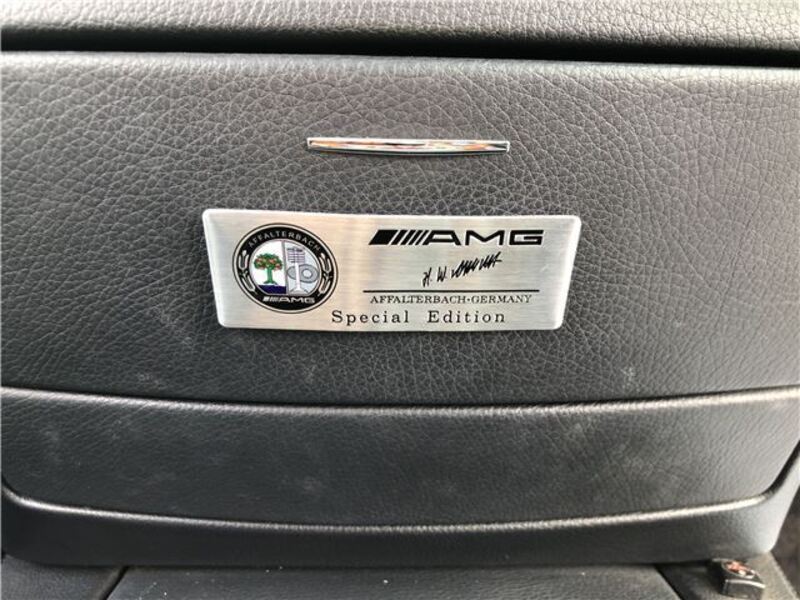 AFFALTERBACH
AMG
AMG
H. W.
AFFALTERBACH-GERMANY
Special Edition